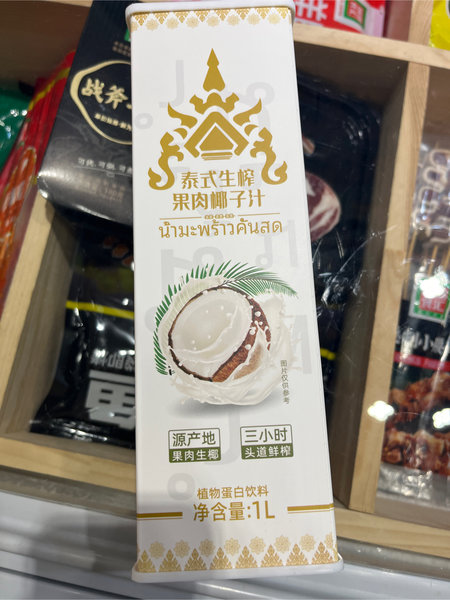 泰式生榨
果肉椰子汁
น้ำมะพร้าวคั้นสด
图片仅供参考
源产地
果肉生椰
三小时
头道鲜榨
植物蛋白饮料
净含量:1L
战斧